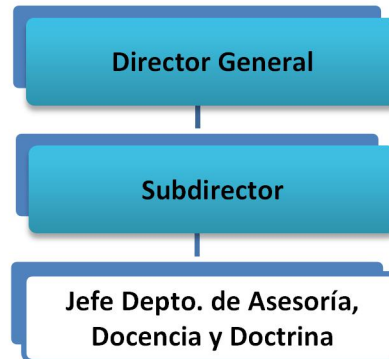 Director General
Subdirector
Jefe Depto. de Asesoría,
Docencia y Doctrina